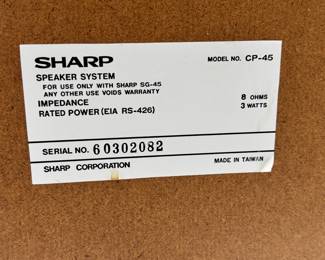 SHARP MODEL NO. CP-45
SPEAKER SYSTEM
FOR USE ONLY WITH SHARP SG-45
ANY OTHER USE VOIDS WARRANTY
IMPEDANCE 8 OHMS
RATED POWER (EIA RS-426) 3 WATTS
SERIAL NO. 60302082
SHARP CORPORATION MADE IN TAIWAN